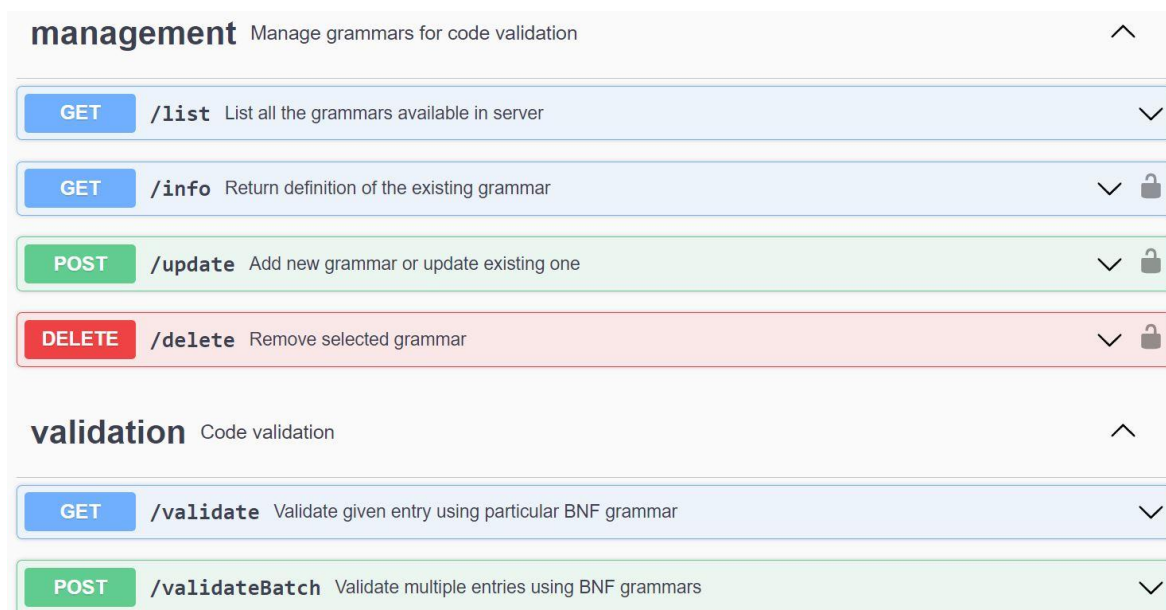 management Manage grammars for code validation
GET /list List all the grammars available in server
GET /info Return definition of the existing grammar
POST /update Add new grammar or update existing one
DELETE /delete Remove selected grammar
validation Code validation
GET /validate Validate given entry using particular BNF grammar
POST /validateBatch Validate multiple entries using BNF grammars